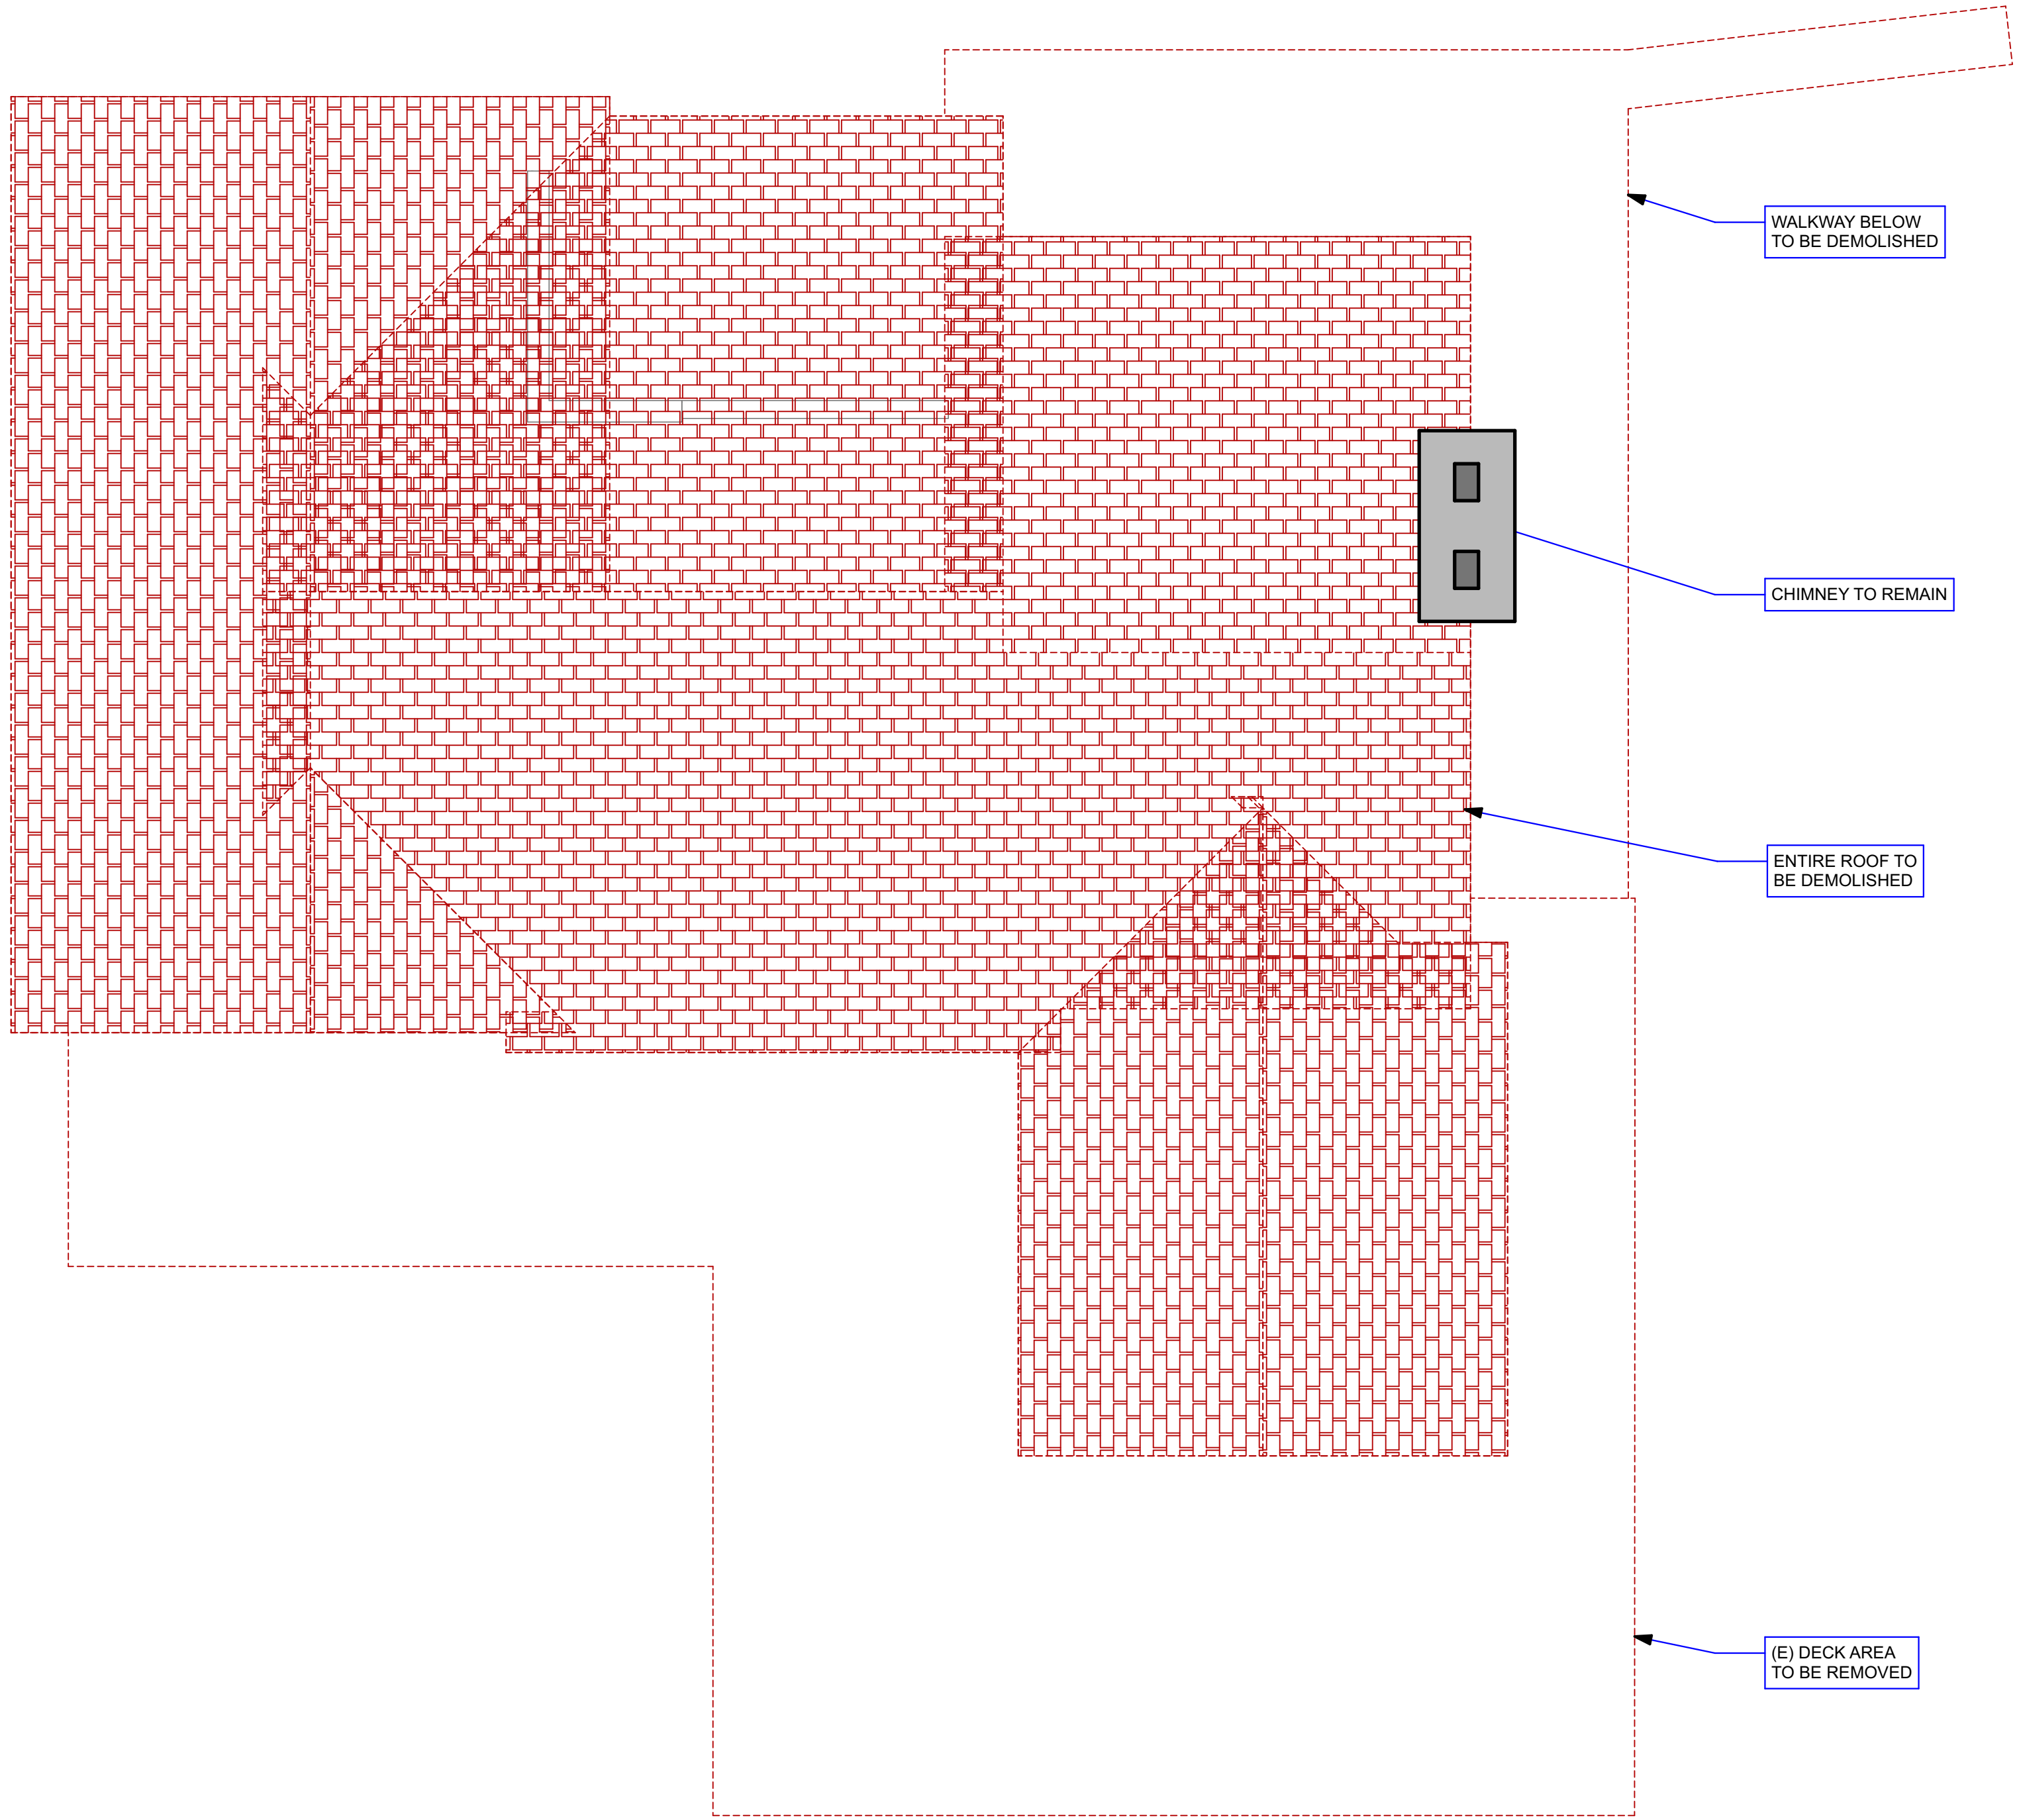 WALKWAY BELOW
TO BE DEMOLISHED
CHIMNEY TO REMAIN
ENTIRE ROOF TO
BE DEMOLISHED
(E) DECK AREA
TO BE REMOVED